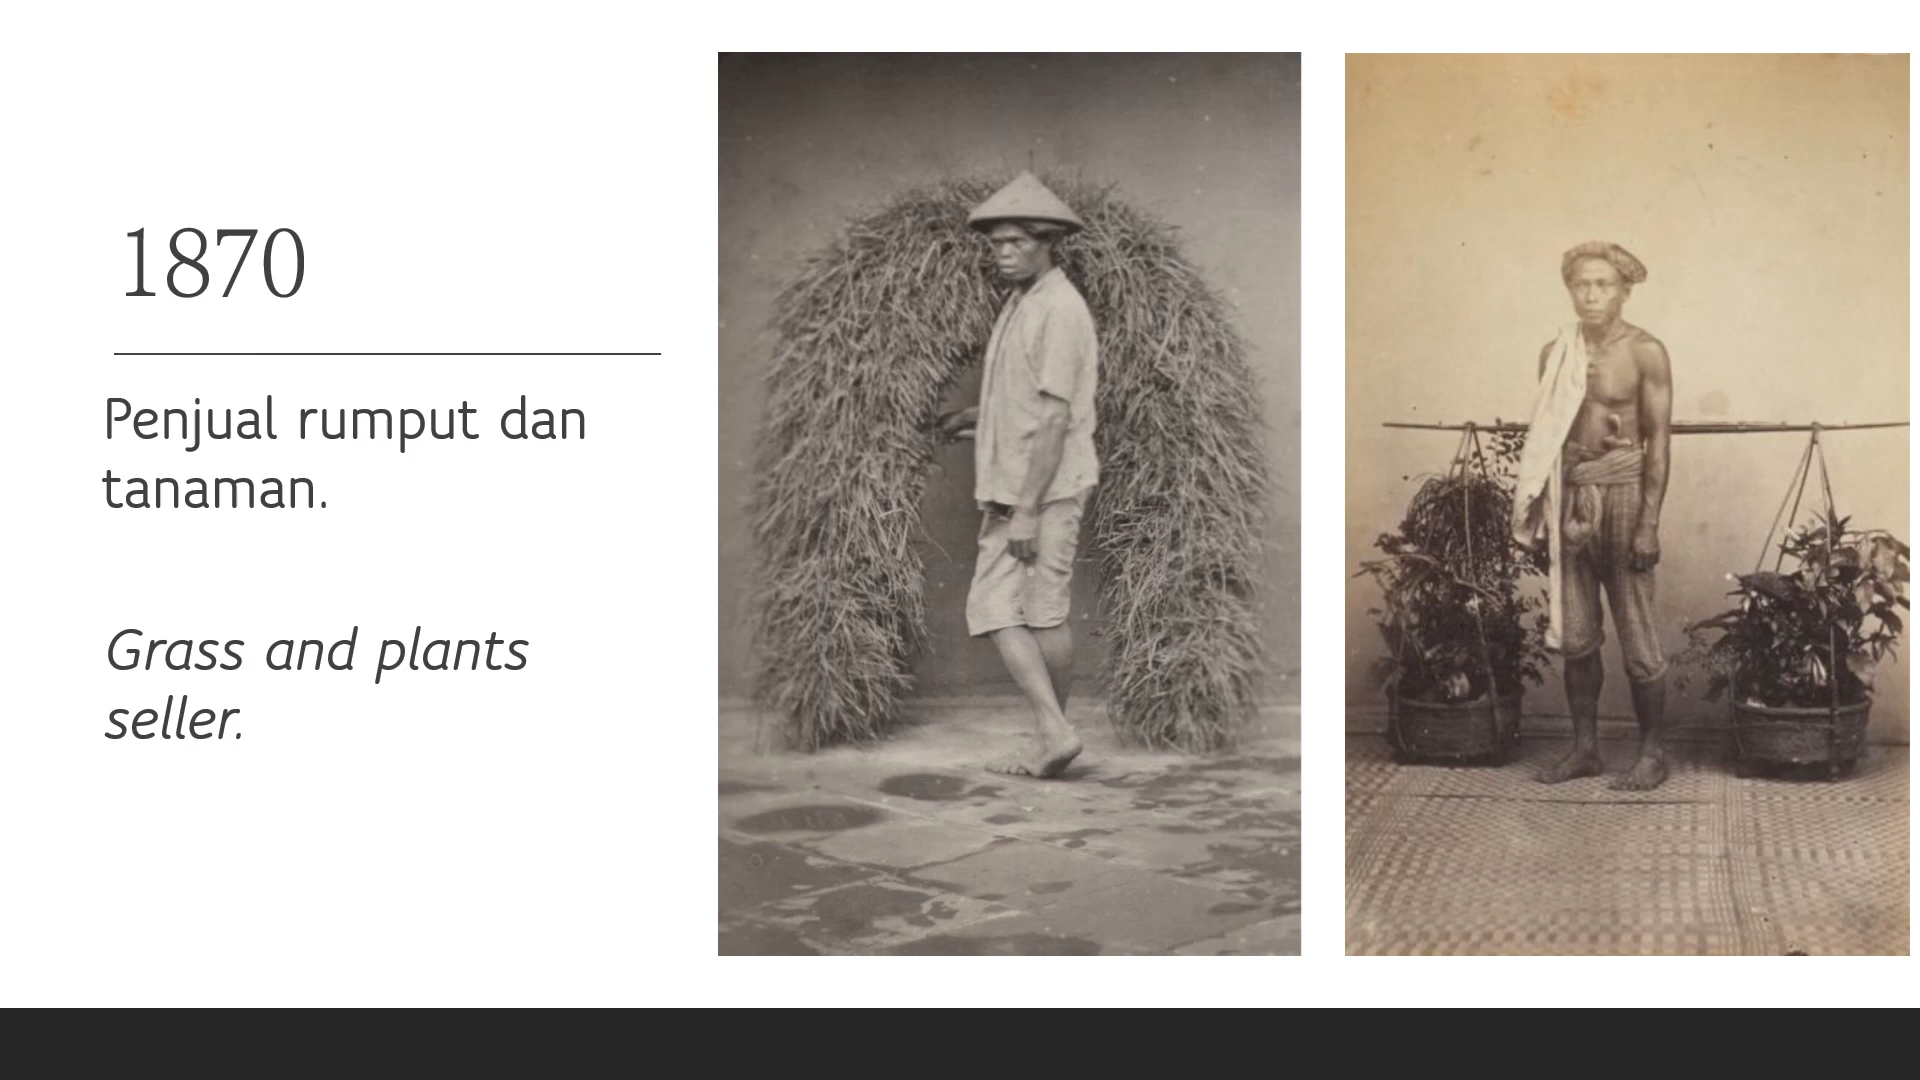 1870
Penjual rumput dan
tanaman.
Grass and plants
seller.